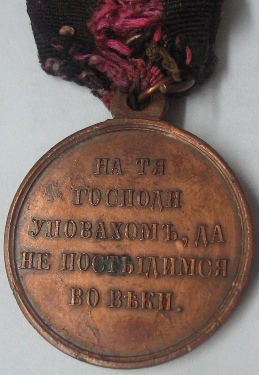 НА ТЯ
ГОСПОДИ
УПОВАХОМЪ, ДА
НЕ ПОСТЫДИМСЯ
ВО ВѢКИ.